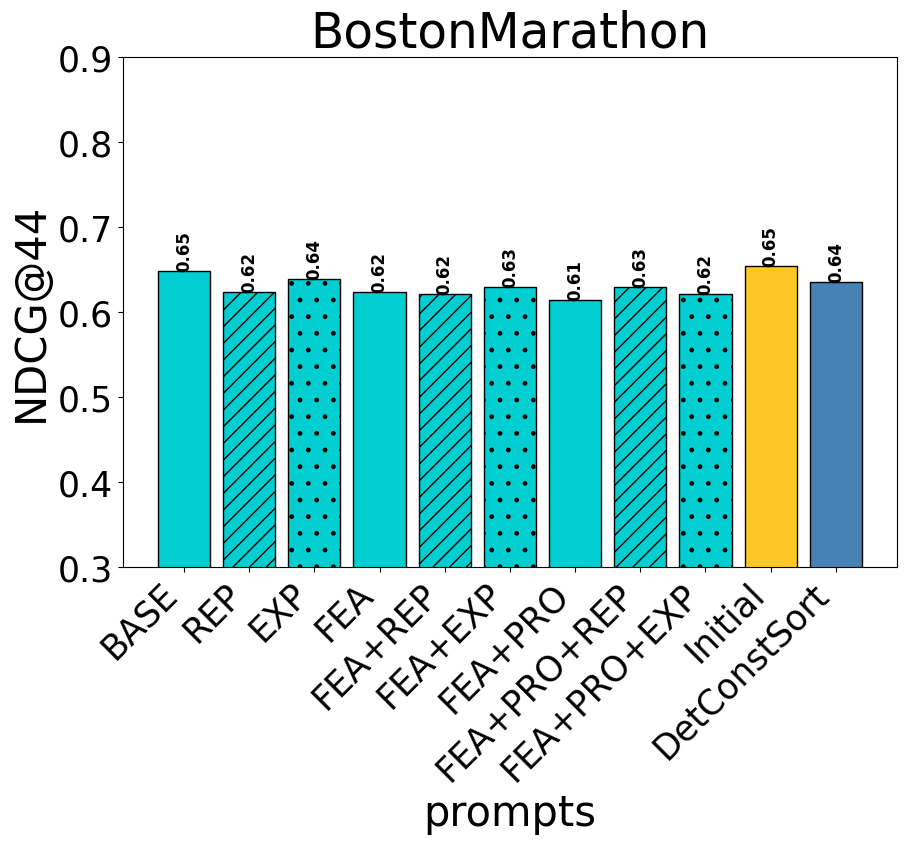 BostonMarathon
NDCG@44
0.9
0.8
0.7
0.6
0.5
0.4
0.3
0.65
0.62
0.64
0.62
0.62
0.63
0.61
0.63
0.62
0.65
0.64
BASE
REP
EXP
FEA
FEA+REP
FEA+EXP
FEA+PRO
FEA+PRO+REP
FEA+PRO+EXP
Initial
DetConstSort
prompts